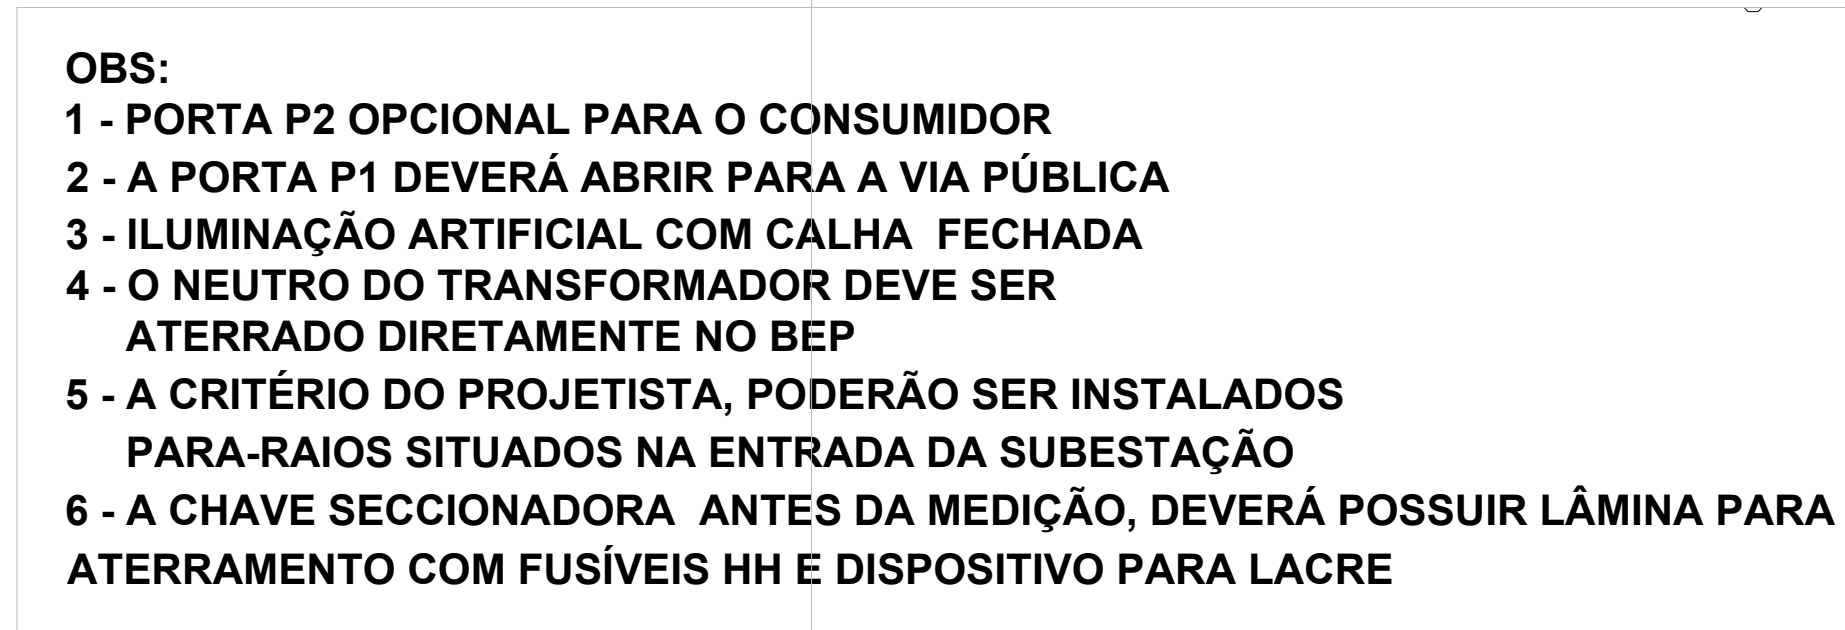 OBS:
1 - PORTA P2 OPCIONAL PARA O CONSUMIDOR
2 - A PORTA P1 DEVERÁ ABRIR PARA A VIA PÚBLICA
3 - ILUMINAÇÃO ARTIFICIAL COM CALHA  FECHADA
4 - O NEUTRO DO TRANSFORMADOR DEVE SER
ATERRADO DIRETAMENTE NO BEP
5 - A CRITÉRIO DO PROJETISTA, PODERÃO SER INSTALADOS
PARA-RAIOS SITUADOS NA ENTRADA DA SUBESTAÇÃO
6 - A CHAVE SECCIONADORA  ANTES DA MEDIÇÃO, DEVERÁ POSSUIR LÂMINA PARA
ATERRAMENTO COM FUSÍVEIS HH E DISPOSITIVO PARA LACRE